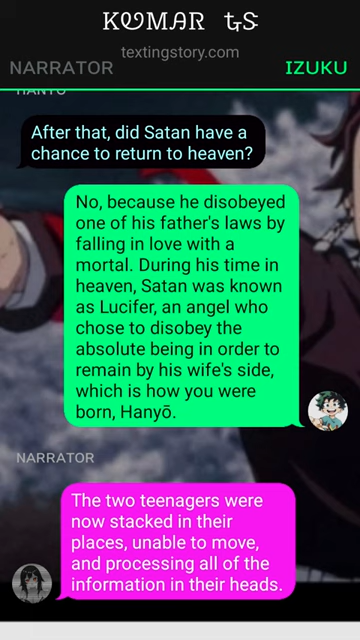 KUMAR ts
textingstory.com
NARRATOR IZUKU
HANYO
After that, did Satan have a
chance to return to heaven?
No, because he disobeyed
one of his father's laws by
falling in love with a
mortal. During his time in
heaven, Satan was known
as Lucifer, an angel who
chose to disobey the
absolute being in order to
remain by his wife's side,
which is how you were
born, Hanyō.
NARRATOR
The two teenagers were
now stacked in their
places, unable to move,
and processing all of the
information in their heads.